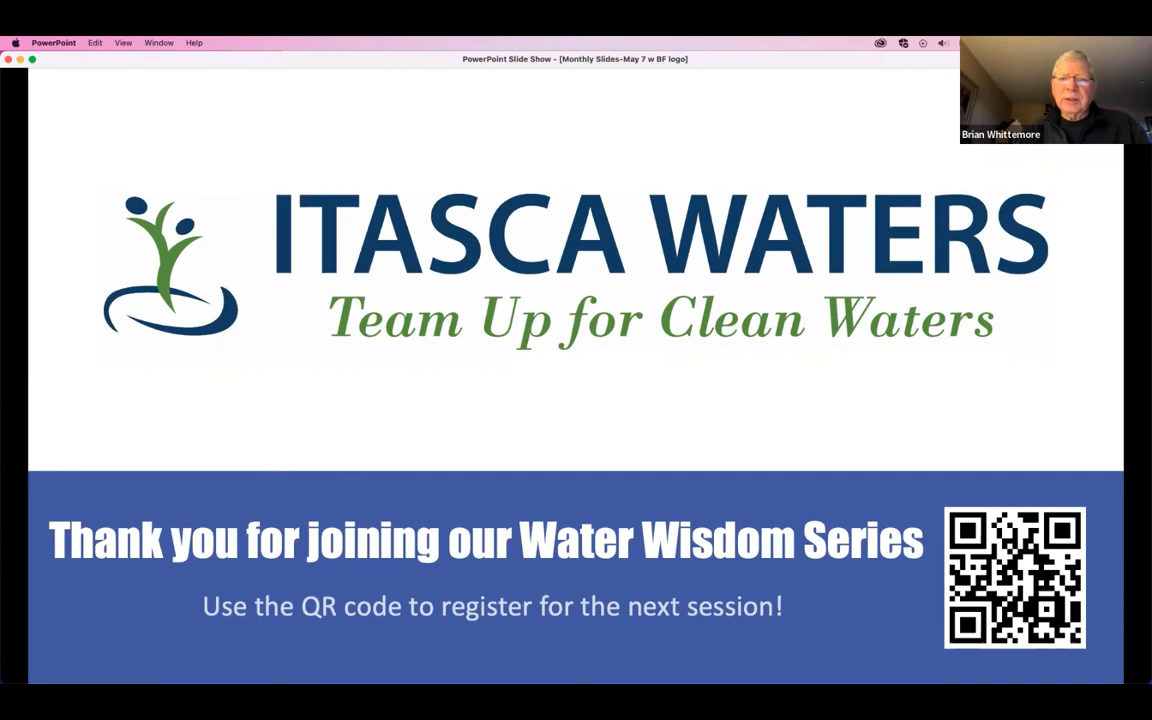 PowerPoint Edit View Window Help
PowerPoint Slide Show - [Monthly Slides-May 7 w BF logo]
Brian Whittemore
ITASCA WATERS
Team Up for Clean Waters
Thank you for joining our Water Wisdom Series
Use the QR code to register for the next session!